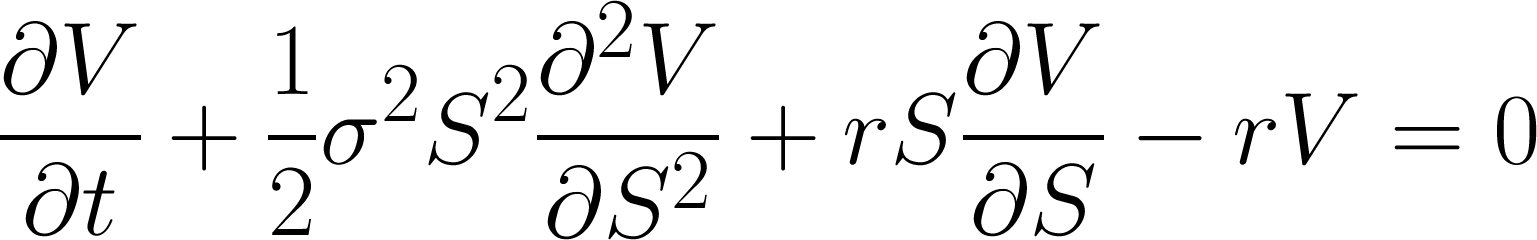 ∂V/∂t + 1/2 σ²S² ∂²V/∂S² + rS ∂V/∂S − rV = 0